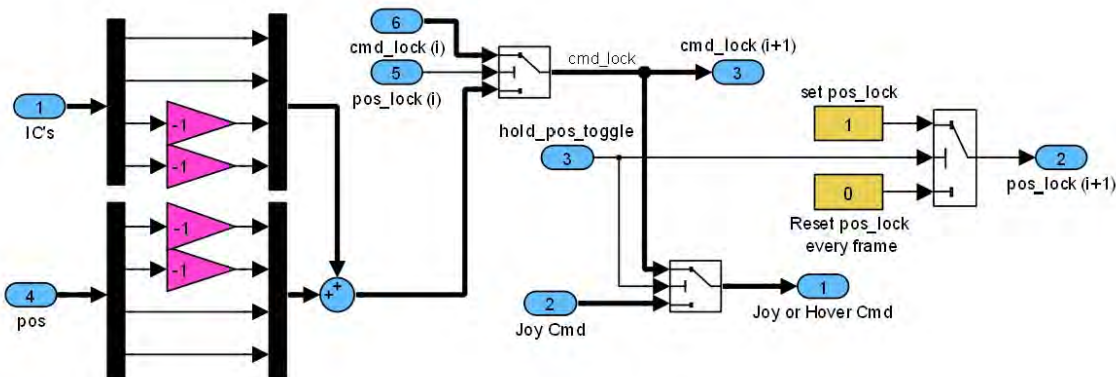 1
IC's
-1
-1
-1
-1
4
pos
+
+
6
cmd_lock (i)
5
pos_lock (i)
cmd_lock
cmd_lock (i+1)
3
hold_pos_toggle
3
2
Joy Cmd
1
Joy or Hover Cmd
set pos_lock
1
0
Reset pos_lock
every frame
2
pos_lock (i+1)